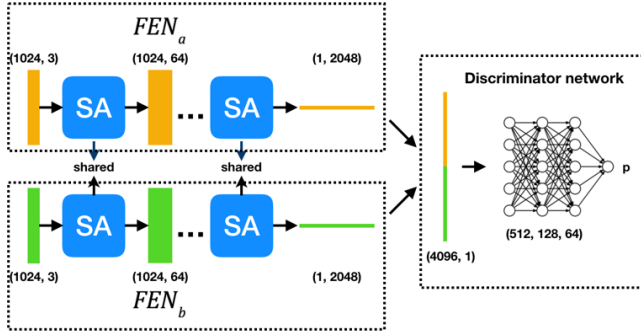 FEN_a
(1024, 3) (1024, 64) (1, 2048)
SA ... SA
shared shared
SA ... SA
(1024, 3) (1024, 64) (1, 2048)
FEN_b
Discriminator network
p
(4096, 1) (512, 128, 64)